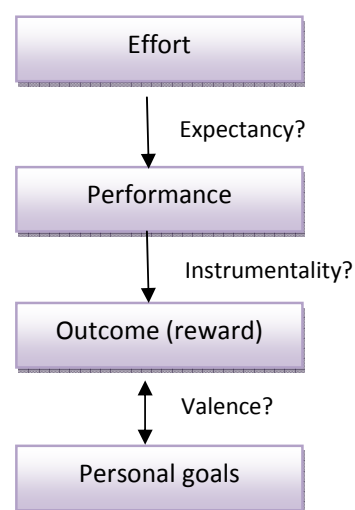 Effort
Expectancy?
Performance
Instrumentality?
Outcome (reward)
Valence?
Personal goals